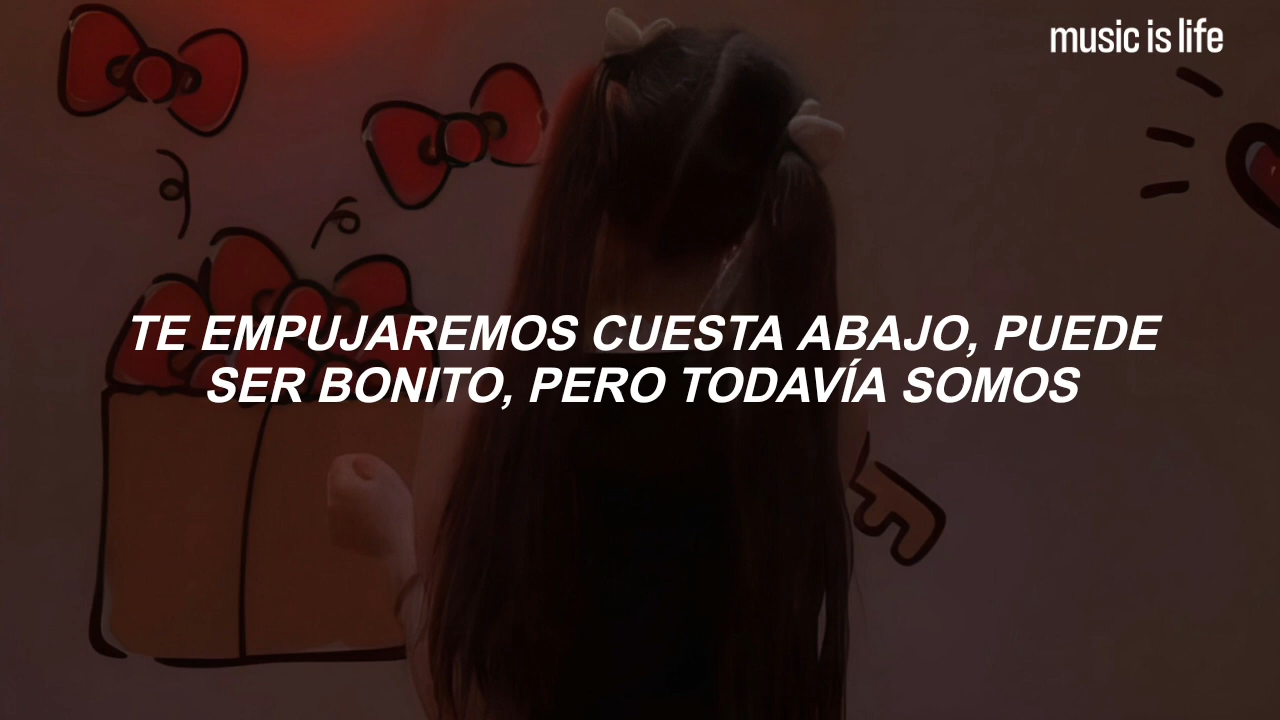 music is life
TE EMPUJAREMOS CUESTA ABAJO, PUEDE
SER BONITO, PERO TODAVÍA SOMOS